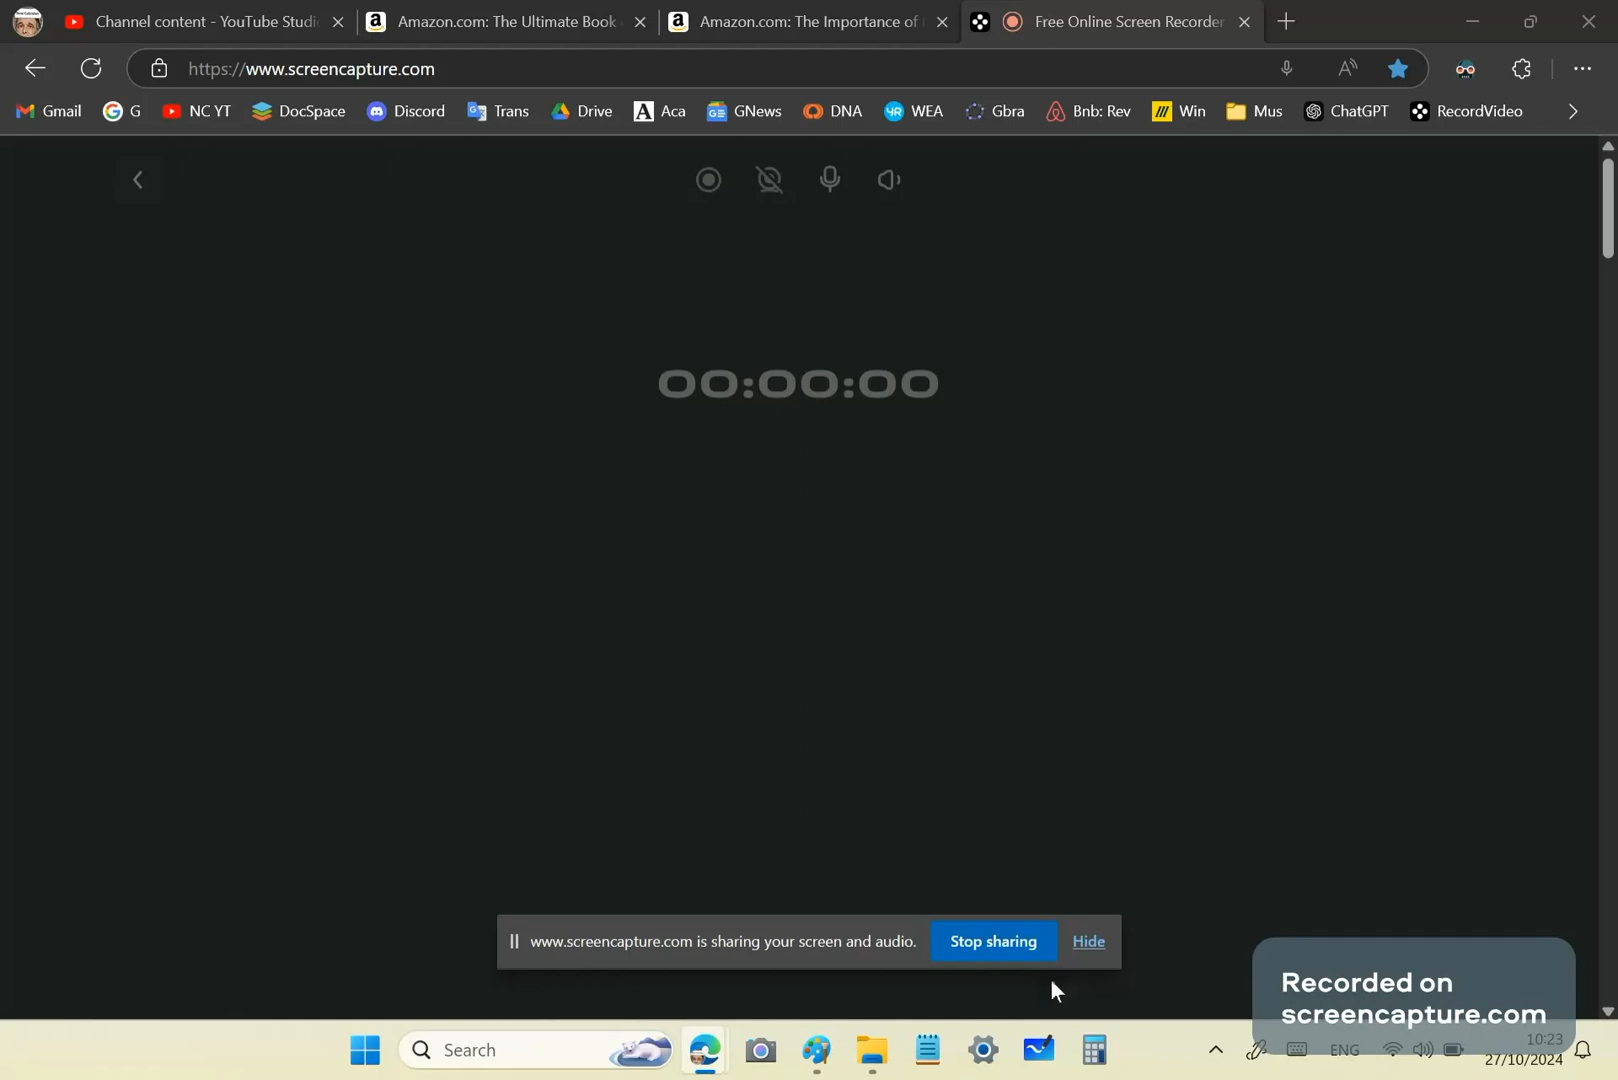 Channel content - YouTube Studi
Amazon.com: The Ultimate Book
Amazon.com: The Importance of
Free Online Screen Recorder
https://www.screencapture.com
Gmail
G
NC YT
DocSpace
Discord
Trans
Drive
Aca
GNews
DNA
WEA
Gbra
Bnb: Rev
Win
Mus
ChatGPT
RecordVideo
00:00:00
www.screencapture.com is sharing your screen and audio.
Stop sharing
Hide
Recorded on
screencapture.com
Search
ENG
10:23
27/10/2024